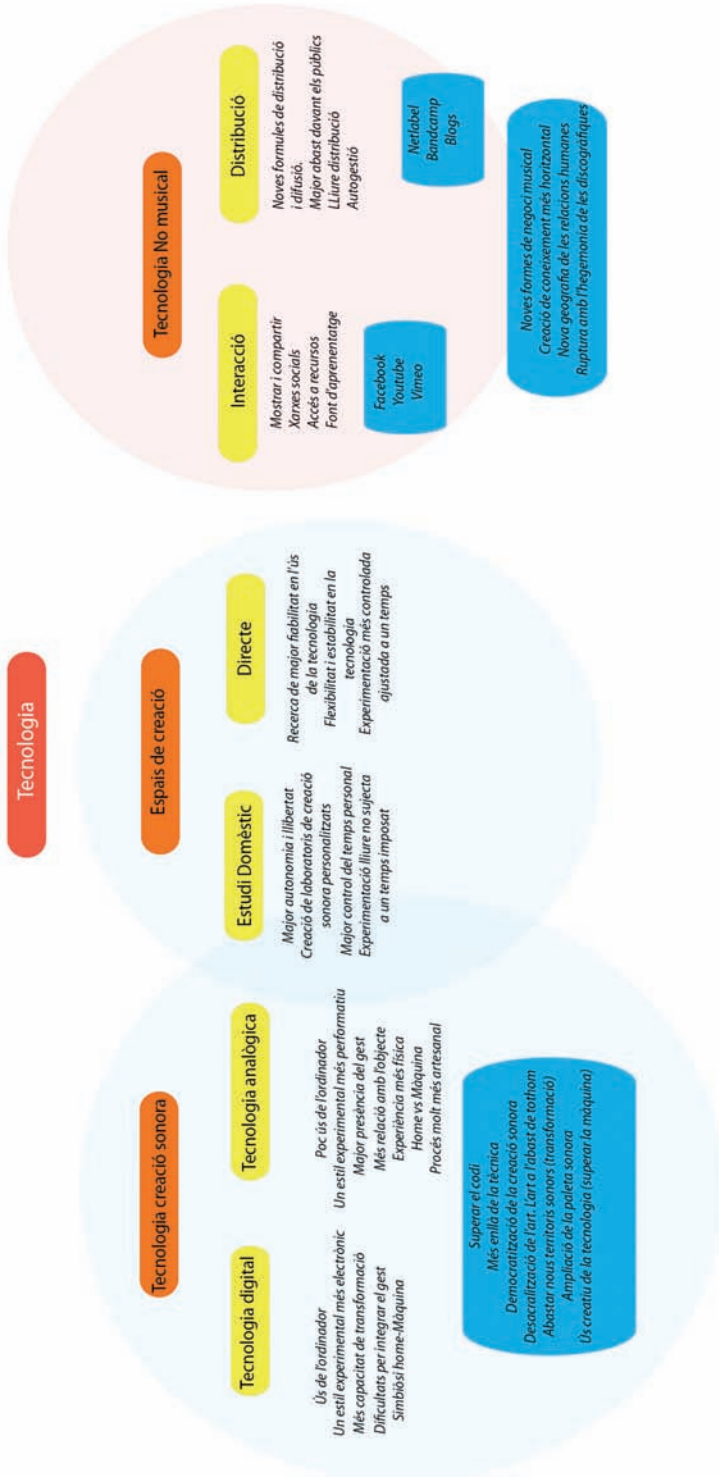 Tecnologia
Tecnologia creació sonora
Tecnologia digital
Ús de l'ordinador
Un estil experimental més electrònic
Més capacitat de transformació
Dificultats per integrar el gest
Simbiòsi home-Màquina
Tecnologia analògica
Poc ús de l'ordinador
Un estil experimental més performatiu
Major presència del gest
Més relació amb l'objecte
Experiència més física
Home vs Màquina
Procés molt més artesanal
Superar el codi
Més enllà de la tècnica
Democratització de la creació sonora
Desacralització de l'art. L'art a l'abast de tothom
Abastar nous territoris sonors (transformació)
Ampliació de la paleta sonora
Us creatiu de la tecnologia (superar la màquina)
Espais de creació
Estudi Domèstic
Major autonomia i llibertat
Creació de laboratoris de creació
sonora personalitzats
Major control del temps personal
Experimentació lliure no sujecta
a un temps imposat
Directe
Recerca de major fiabilitat en l'ús
de la tecnologia
Flexibilitat i estabilitat en la
tecnologia
Experimentació més controlada
ajustada a un temps
Tecnologia No musical
Interacció
Mostrar i compartir
Xarxes socials
Accés a recursos
Font d'aprenentatge
Facebook
Youtube
Vimeo
Distribució
Noves formules de distribució
i difusió.
Major abast davant els públics
LLiure distribució
Autogestió
Netlabel
Bandcamp
Blogs
Noves formes de negoci musical
Creació de coneixement més horitzontal
Nova geografia de les relacions humanes
Ruptura amb l'hegemonia de les discogràfiques